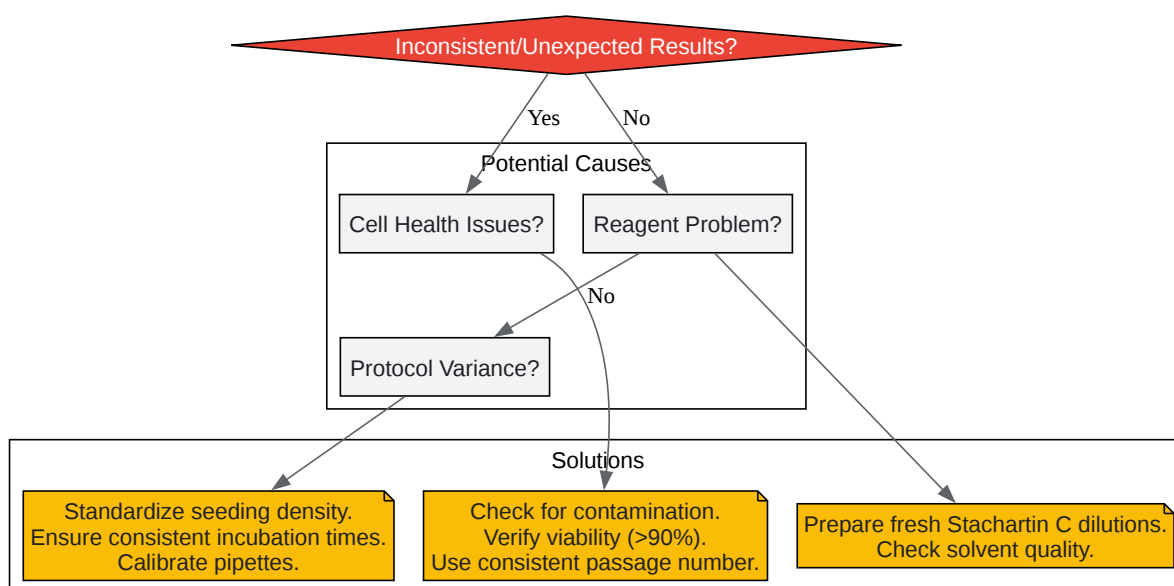 Inconsistent/Unexpected Results?
Yes
No
Potential Causes
Cell Health Issues?
Reagent Problem?
No
Protocol Variance?
Solutions
Standardize seeding density.
Ensure consistent incubation times.
Calibrate pipettes.
Check for contamination.
Verify viability (>90%).
Use consistent passage number.
Prepare fresh Stachartin C dilutions.
Check solvent quality.